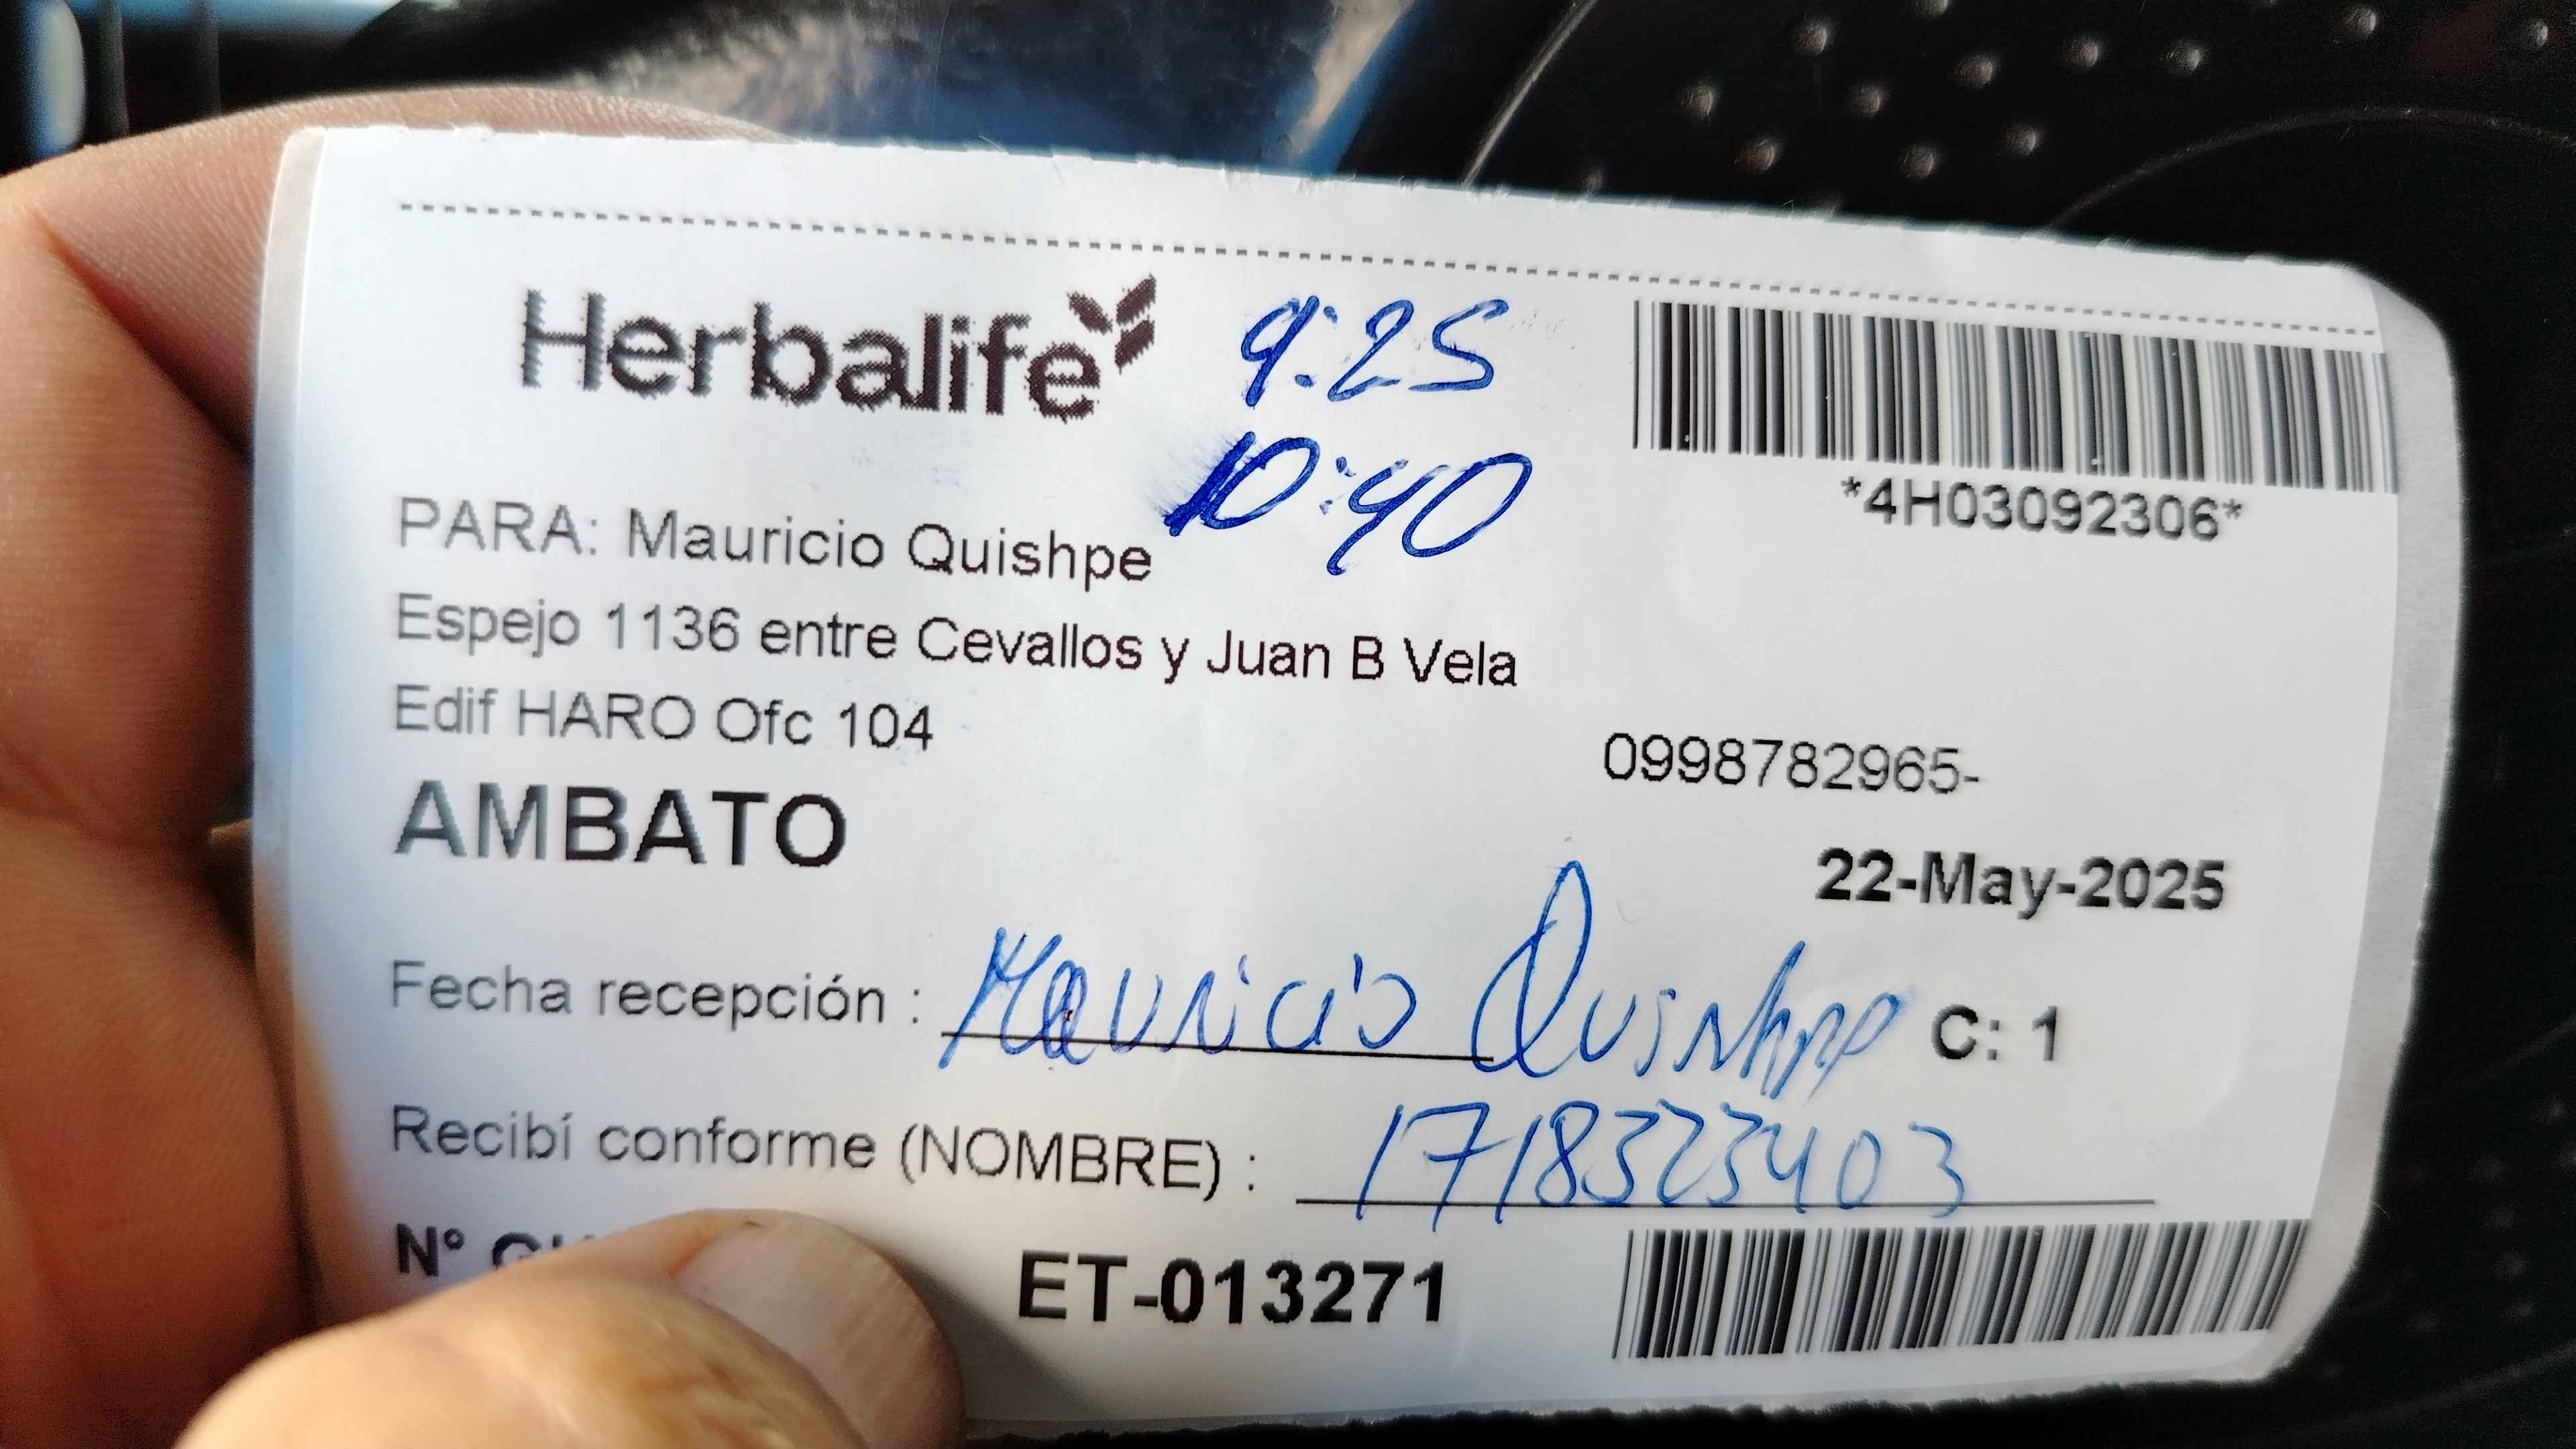 Herbalife
9:25
10:40
*4H03092306*
PARA: Mauricio Quishpe
Espejo 1136 entre Cevallos y Juan B Vela
Edif HARO Ofc 104
0998782965-
AMBATO
22-May-2025
Fecha recepción : Mauricio Quishpe C: 1
Recibí conforme (NOMBRE) : 1718323403
N° ET-013271